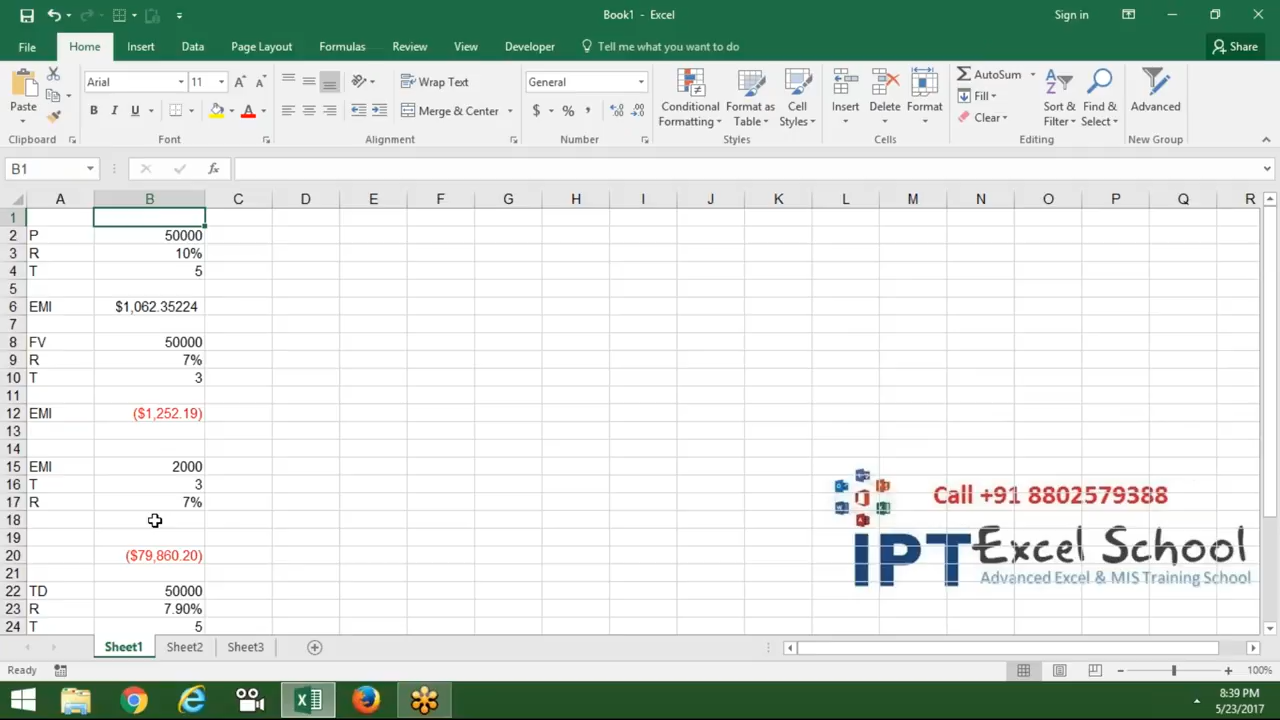 Book1 - Excel
Sign in
File Home Insert Data Page Layout Formulas Review View Developer Tell me what you want to do Share
Paste
Arial 11
Wrap Text
General
Merge & Center
Conditional Formatting
Format as Table
Cell Styles
Insert Delete Format
AutoSum
Fill
Clear
Sort & Filter
Find & Select
Advanced
Clipboard Font Alignment Number Styles Cells Editing New Group
B1 fx
A B C D E F G H I J K L M N O P Q R
1
2 P 50000
3 R 10%
4 T 5
5
6 EMI $1,062.35224
7
8 FV 50000
9 R 7%
10 T 3
11
12 EMI ($1,252.19)
13
14
15 EMI 2000
16 T 3
17 R 7%
18
19
20 ($79,860.20)
21
22 TD 50000
23 R 7.90%
24 T 5
Call +91 8802579388
IPT Excel School
Advanced Excel & MIS Training School
Sheet1 Sheet2 Sheet3
Ready 100%
8:39 PM
5/23/2017